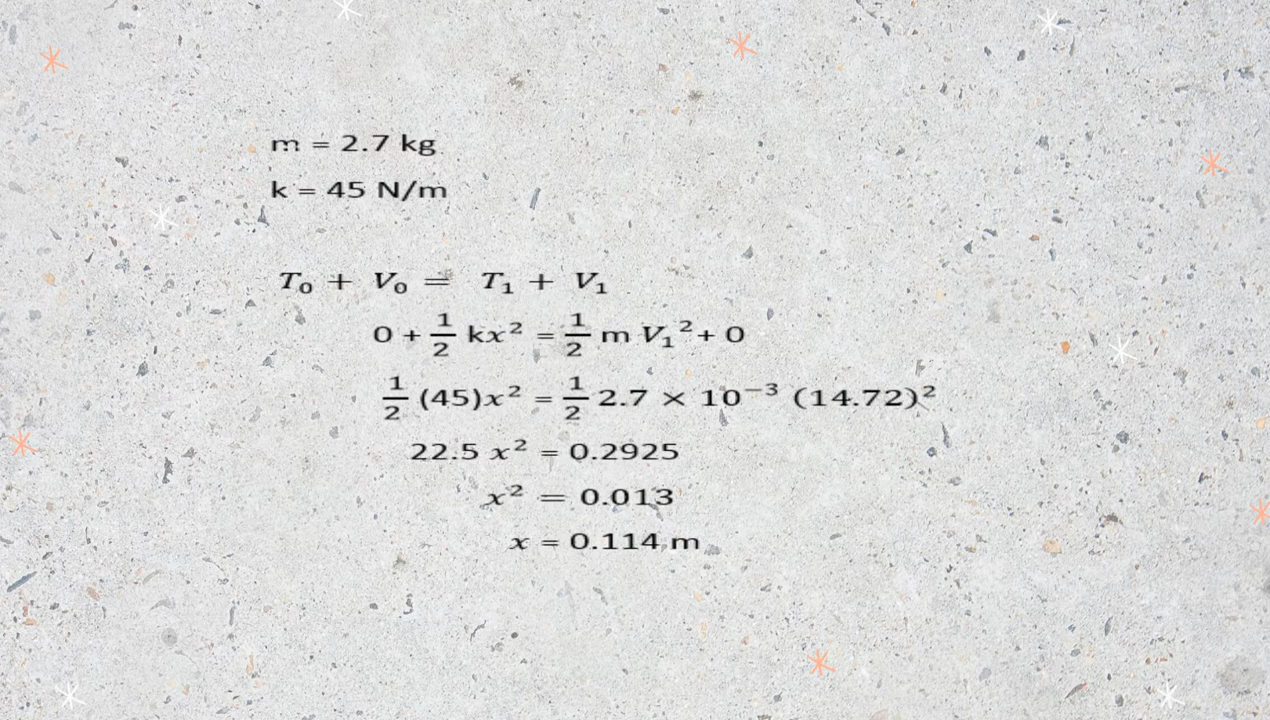 m = 2.7 kg
k = 45 N/m
T₀ + V₀ = T₁ + V₁
0 + 1/2 kx² = 1/2 m V₁² + 0
1/2 (45)x² = 1/2 2.7 × 10⁻³ (14.72)²
22.5 x² = 0.2925
x² = 0.013
x = 0.114 m